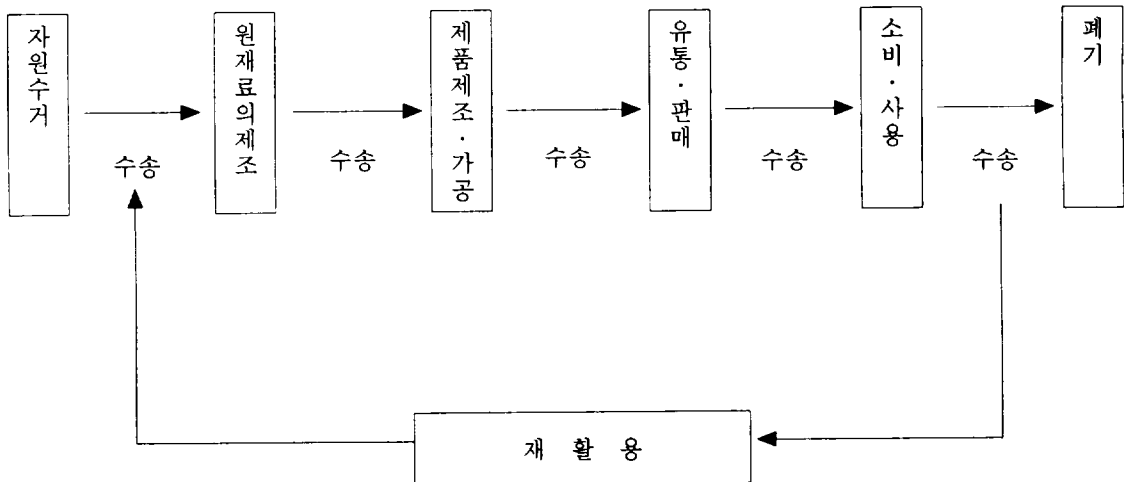 자원수거
원재료의제조
제품제조·가공
유통·판매
소비·사용
폐기
수송
수송
수송
수송
수송
재 활 용